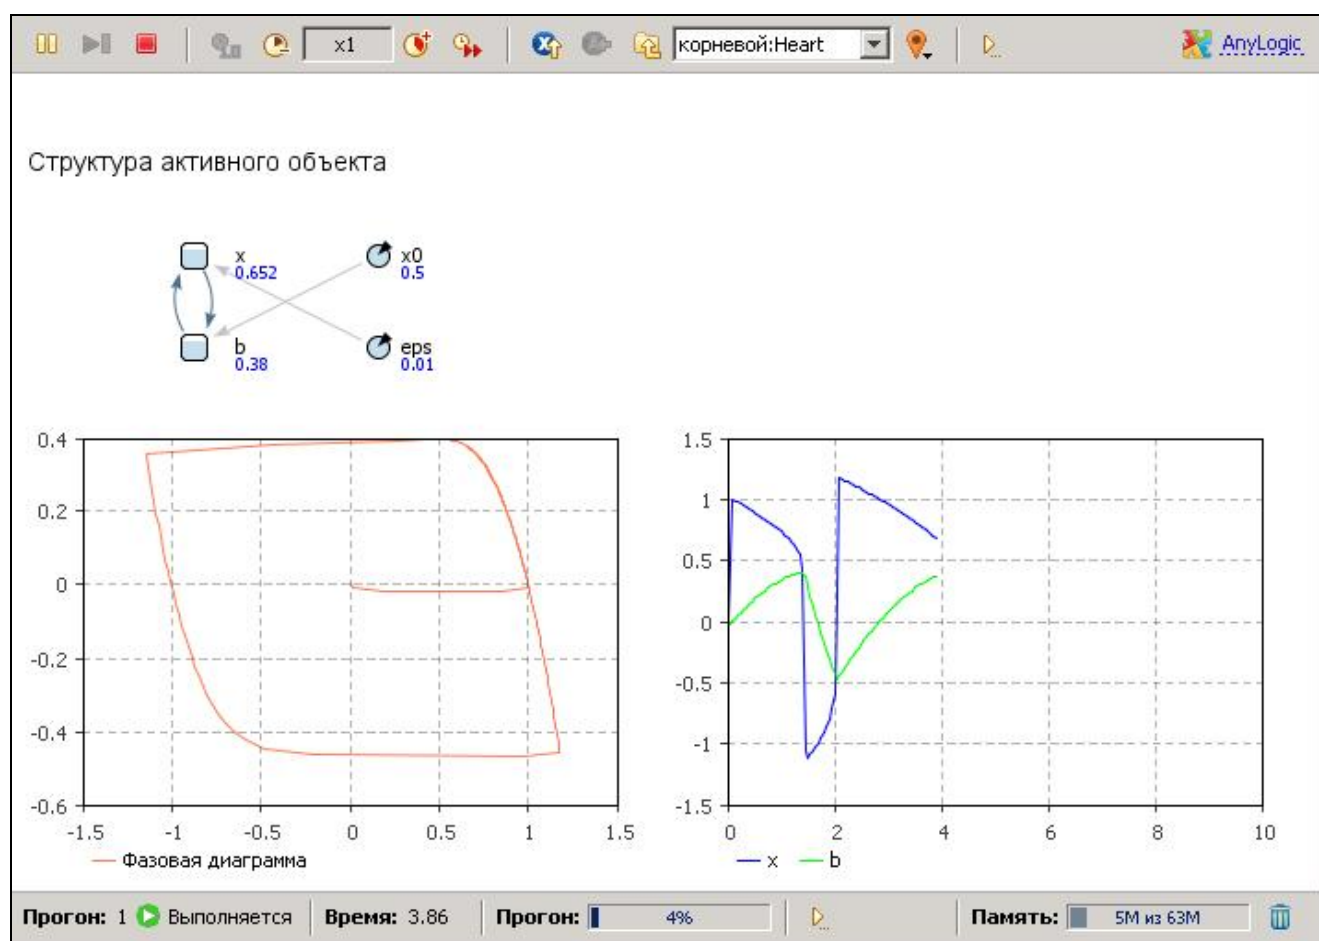 x1 корневой:Heart AnyLogic
Структура активного объекта
x x0
0.652 0.5
b eps
0.38 0.01
0.4 1.5
0.2 1
0 0.5
-0.2 0
-0.4 -0.5
-0.6 -1
-1.5
-1.5 -1 -0.5 0 0.5 1 1.5
0 2 4 6 8 10
Фазовая диаграмма
x b
Прогон: 1 Выполняется Время: 3.86 Прогон: 4% Память: 5M из 63M